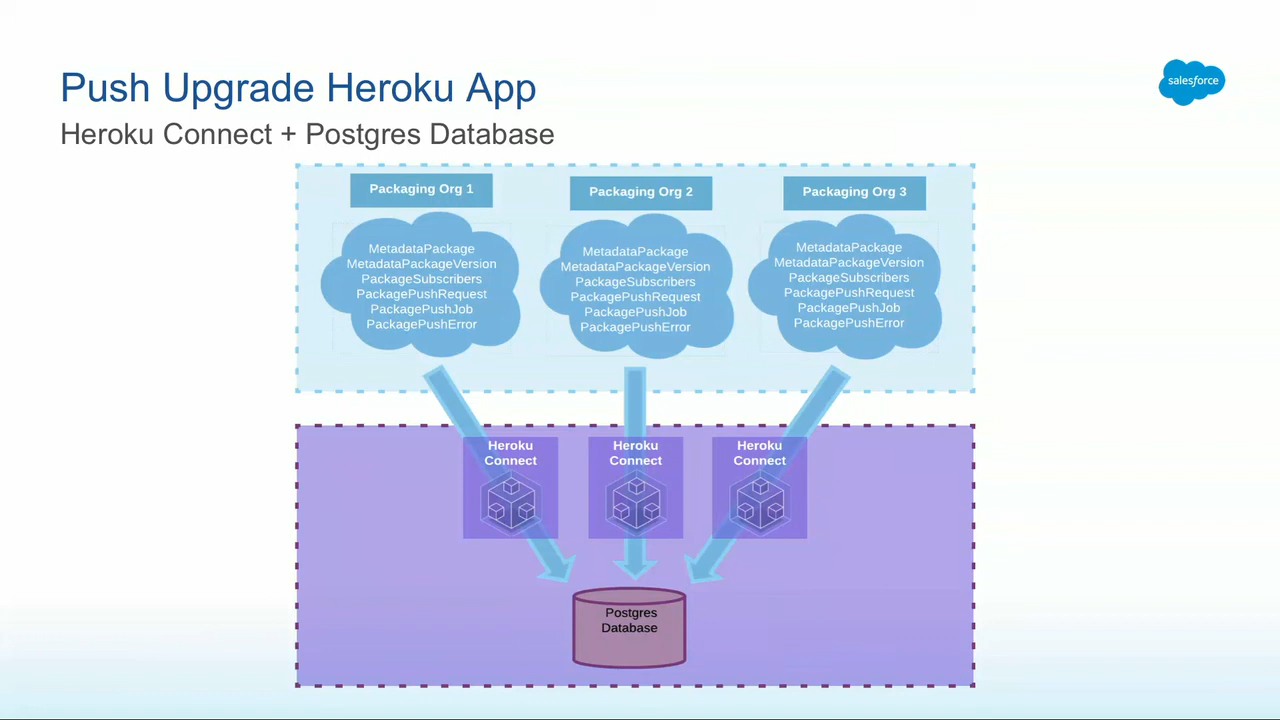 Push Upgrade Heroku App
salesforce
Heroku Connect + Postgres Database
Packaging Org 1
Packaging Org 2
Packaging Org 3
MetadataPackage
MetadataPackageVersion
PackageSubscribers
PackagePushRequest
PackagePushJob
PackagePushError
MetadataPackage
MetadataPackageVersion
PackageSubscribers
PackagePushRequest
PackagePushJob
PackagePushError
MetadataPackage
MetadataPackageVersion
PackageSubscribers
PackagePushRequest
PackagePushJob
PackagePushError
Heroku
Connect
Heroku
Connect
Heroku
Connect
Postgres
Database